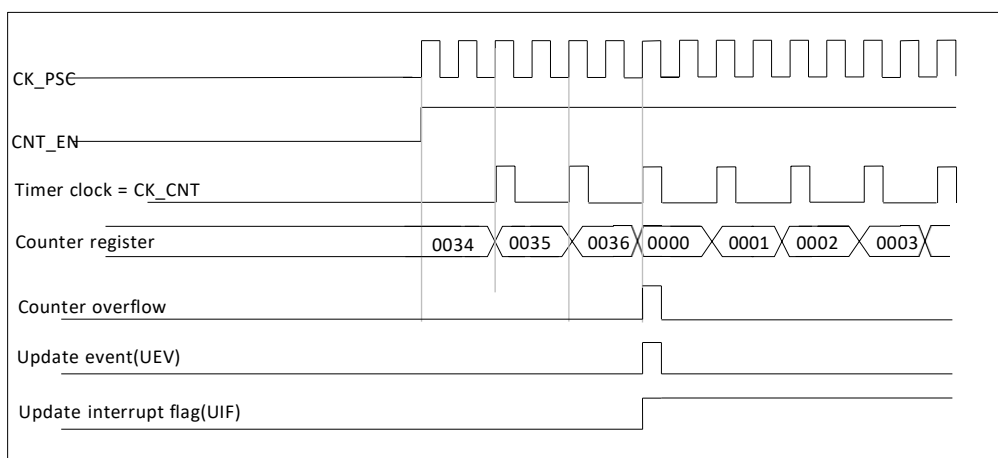 CK_PSC
CNT_EN
Timer clock = CK_CNT
Counter register 0034 0035 0036 0000 0001 0002 0003
Counter overflow
Update event(UEV)
Update interrupt flag(UIF)